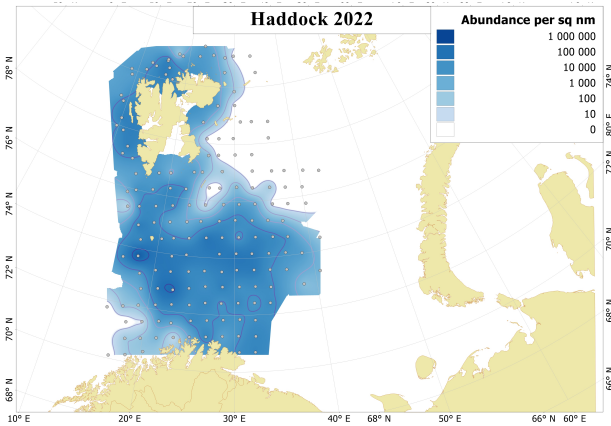 Haddock 2022
Abundance per sq nm
1 000 000
100 000
10 000
1 000
100
10
0
78° N
76° N
74° N
72° N
70° N
68° N
74° N
72° N
70° N
68° N
66° N
10° E
20° E
30° E
40° E
68° N
50° E
66° N
60° E